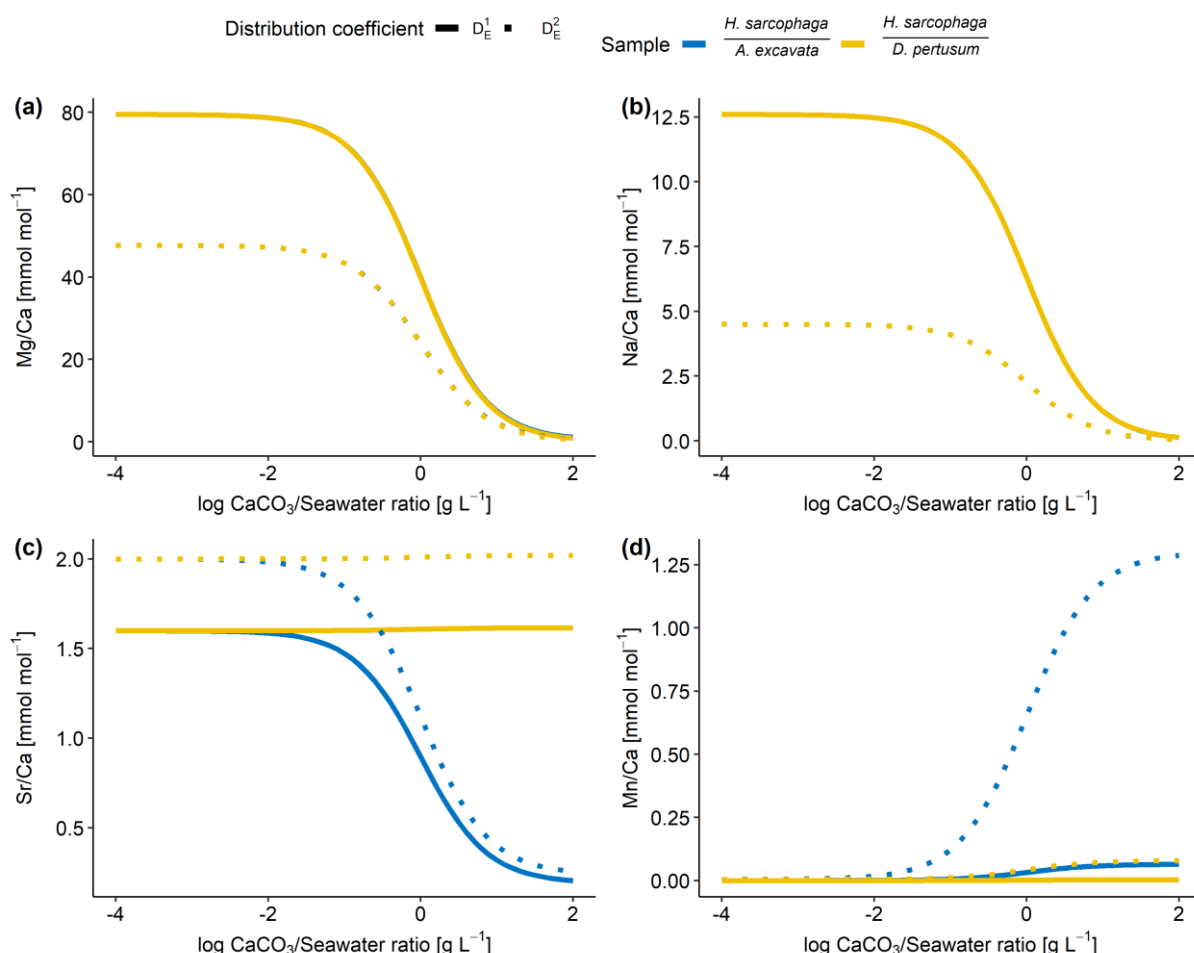 Distribution coefficient D_E^1 D_E^2 Sample H. sarcophaga / A. excavata H. sarcophaga / D. pertusum
(a)
Mg/Ca [mmol mol⁻¹]
80
60
40
20
0
-4 -2 0 2
log CaCO₃/Seawater ratio [g L⁻¹]
(b)
Na/Ca [mmol mol⁻¹]
12.5
10.0
7.5
5.0
2.5
0.0
-4 -2 0 2
log CaCO₃/Seawater ratio [g L⁻¹]
(c)
Sr/Ca [mmol mol⁻¹]
2.0
1.5
1.0
0.5
-4 -2 0 2
log CaCO₃/Seawater ratio [g L⁻¹]
(d)
Mn/Ca [mmol mol⁻¹]
1.25
1.00
0.75
0.50
0.25
0.00
-4 -2 0 2
log CaCO₃/Seawater ratio [g L⁻¹]